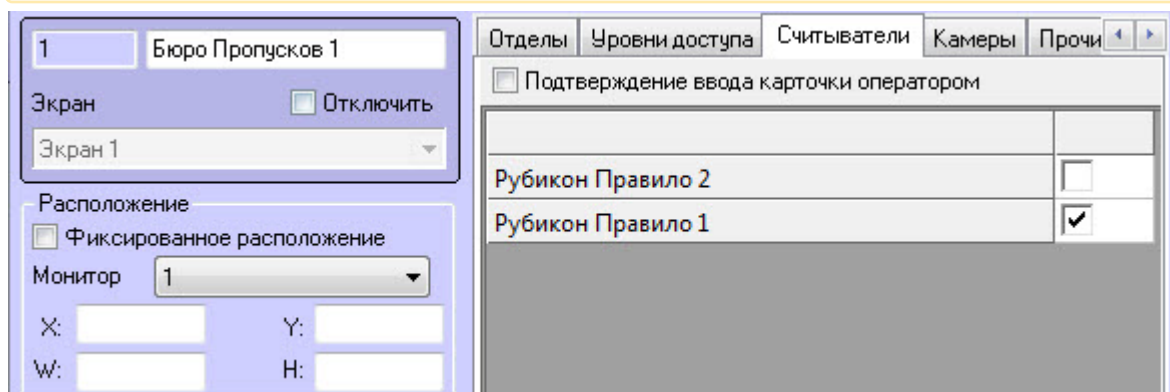 1
Бюро Пропусков 1
Экран
Отключить
Экран 1
Расположение
Фиксированное расположение
Монитор
1
X:
Y:
W:
H:
Отделы
Уровни доступа
Считыватели
Камеры
Прочи
Подтверждение ввода карточки оператором
Рубикон Правило 2
Рубикон Правило 1